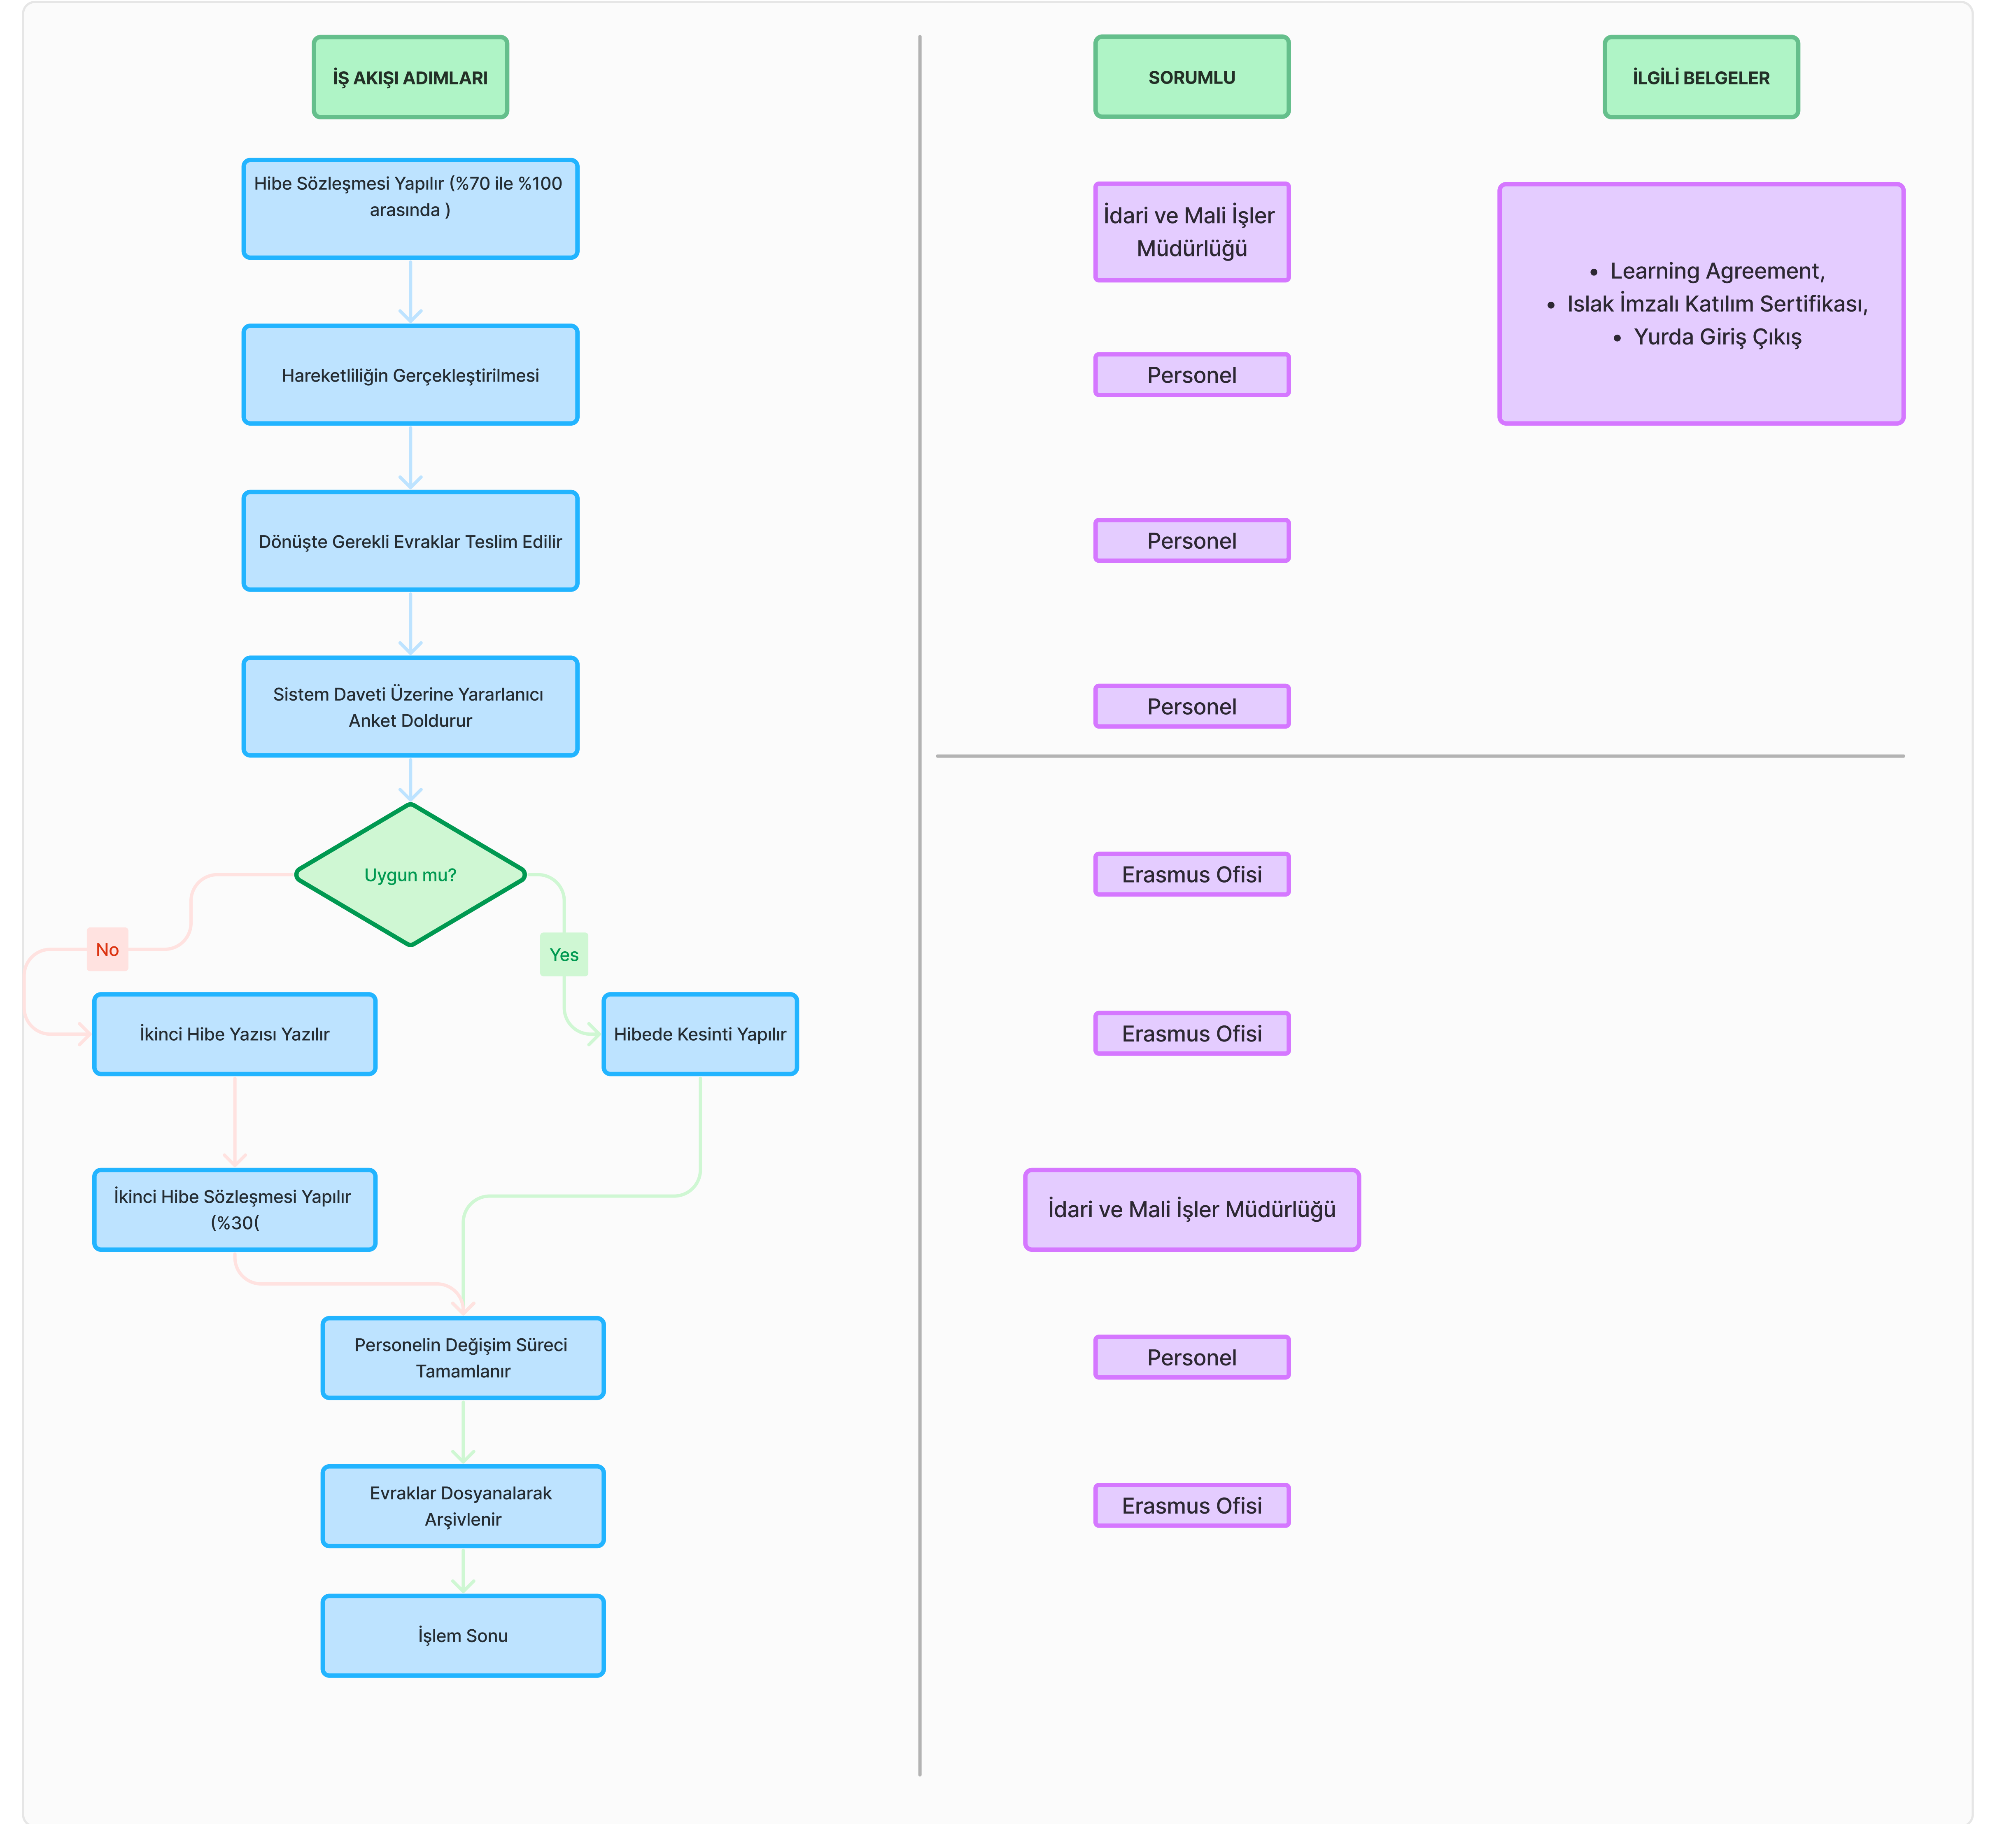 İŞ AKIŞI ADIMLARI
SORUMLU
İLGİLİ BELGELER
Hibe Sözleşmesi Yapılır (%70 ile %100
arasında )
İdari ve Mali İşler
Müdürlüğü
• Learning Agreement,
• Islak İmzalı Katılım Sertifikası,
• Yurda Giriş Çıkış
Hareketliliğin Gerçekleştirilmesi
Personel
Dönüşte Gerekli Evraklar Teslim Edilir
Personel
Sistem Daveti Üzerine Yararlanıcı
Anket Doldurur
Personel
Uygun mu?
Erasmus Ofisi
No
Yes
İkinci Hibe Yazısı Yazılır
Hibede Kesinti Yapılır
Erasmus Ofisi
İkinci Hibe Sözleşmesi Yapılır
(%30(
İdari ve Mali İşler Müdürlüğü
Personelin Değişim Süreci
Tamamlanır
Personel
Evraklar Dosyanalarak
Arşivlenir
Erasmus Ofisi
İşlem Sonu